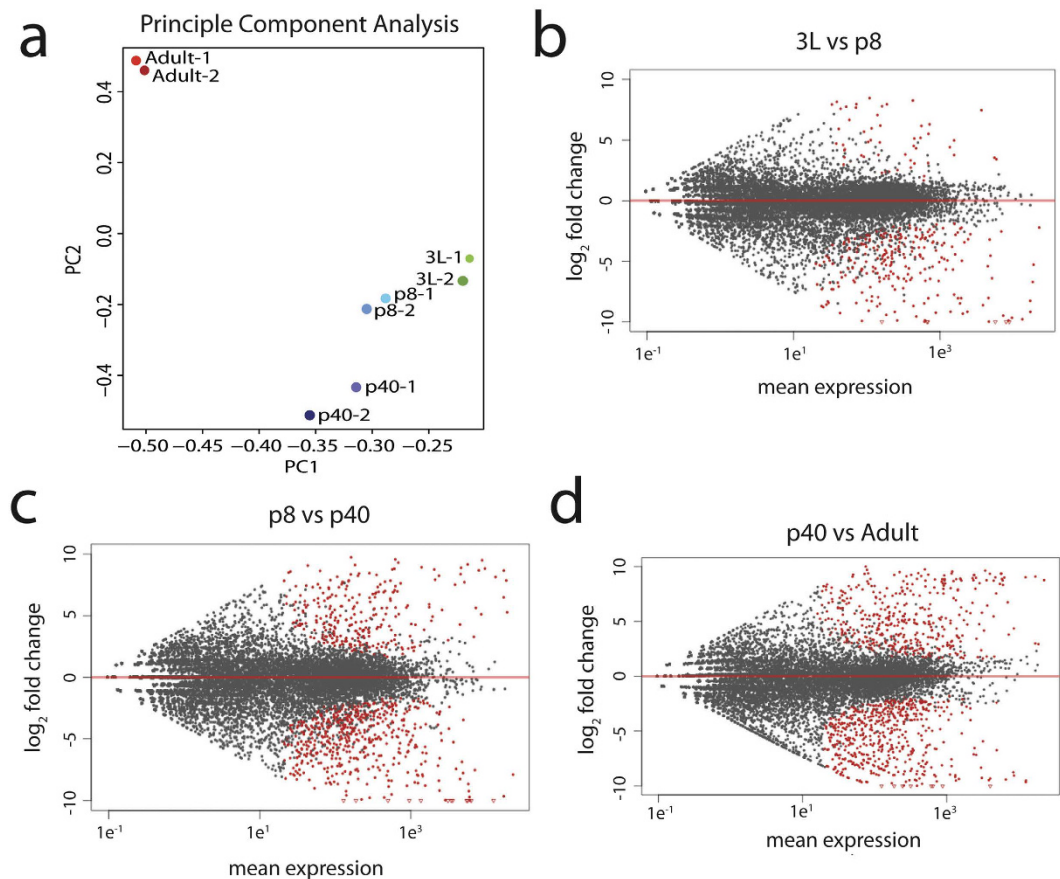 a
Principle Component Analysis
Adult-1
Adult-2
3L-1
3L-2
p8-1
p8-2
p40-1
p40-2
0.4
0.2
0.0
−0.2
−0.4
PC2
−0.50
−0.45
−0.40
−0.35
−0.30
−0.25
PC1
b
3L vs p8
10
5
0
-5
-10
log2 fold change
1e-1
1e1
1e3
mean expression
c
p8 vs p40
10
5
0
-5
-10
log2 fold change
1e-1
1e1
1e3
mean expression
d
p40 vs Adult
10
5
0
-5
-10
log2 fold change
1e-1
1e1
1e3
mean expression